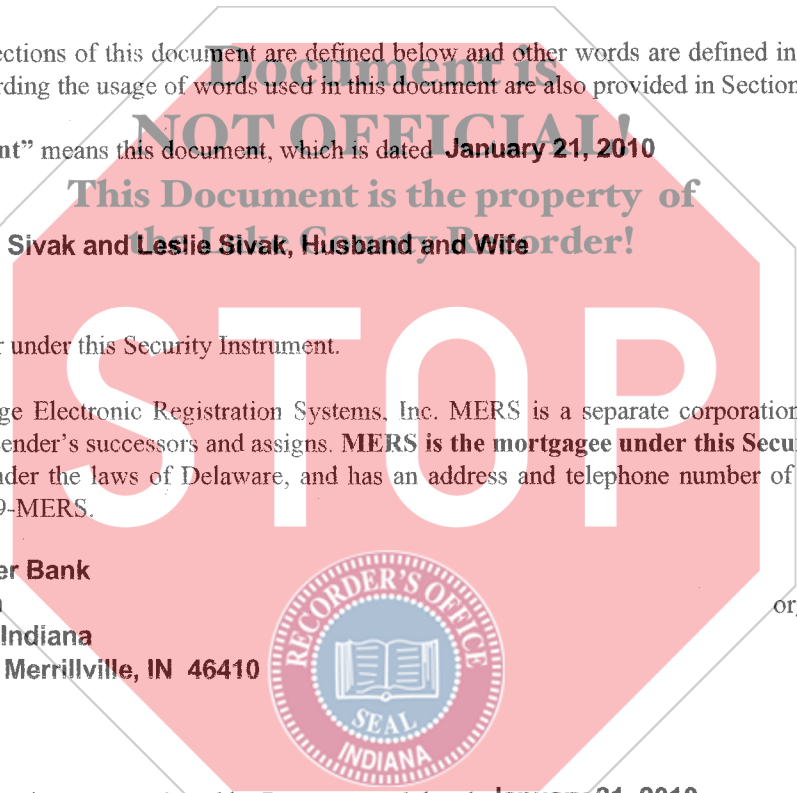 ections of this document are defined below and other words are defined in
Document is
rding the usage of words used in this document are also provided in Section
NOT OFFICIAL!
nt” means this document, which is dated January 21, 2010
This Document is the property of
the Lake County Recorder!
Sivak and Leslie Sivak, Husband and Wife
STOP
r under this Security Instrument.
ge Electronic Registration Systems, Inc. MERS is a separate corporation
ender’s successors and assigns. MERS is the mortgagee under this Secu
nder the laws of Delaware, and has an address and telephone number of
9-MERS.
er Bank
or
Indiana
Merrillville, IN 46410
RECORDER'S OFFICE
SEAL
INDIANA
January 21, 2010